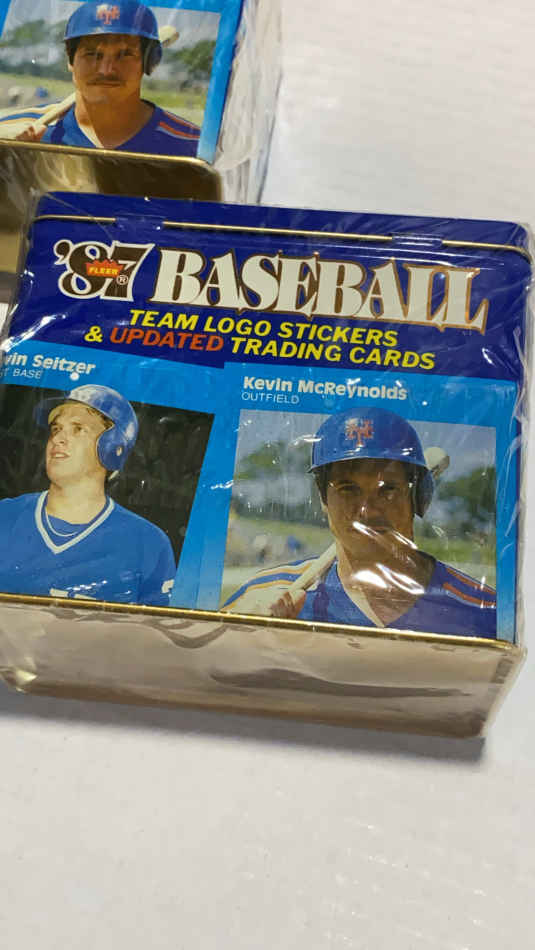 '87 FLEER ® BASEBALL
TEAM LOGO STICKERS
& UPDATED TRADING CARDS
vin Seitzer
T BASE
Kevin McReynolds
OUTFIELD